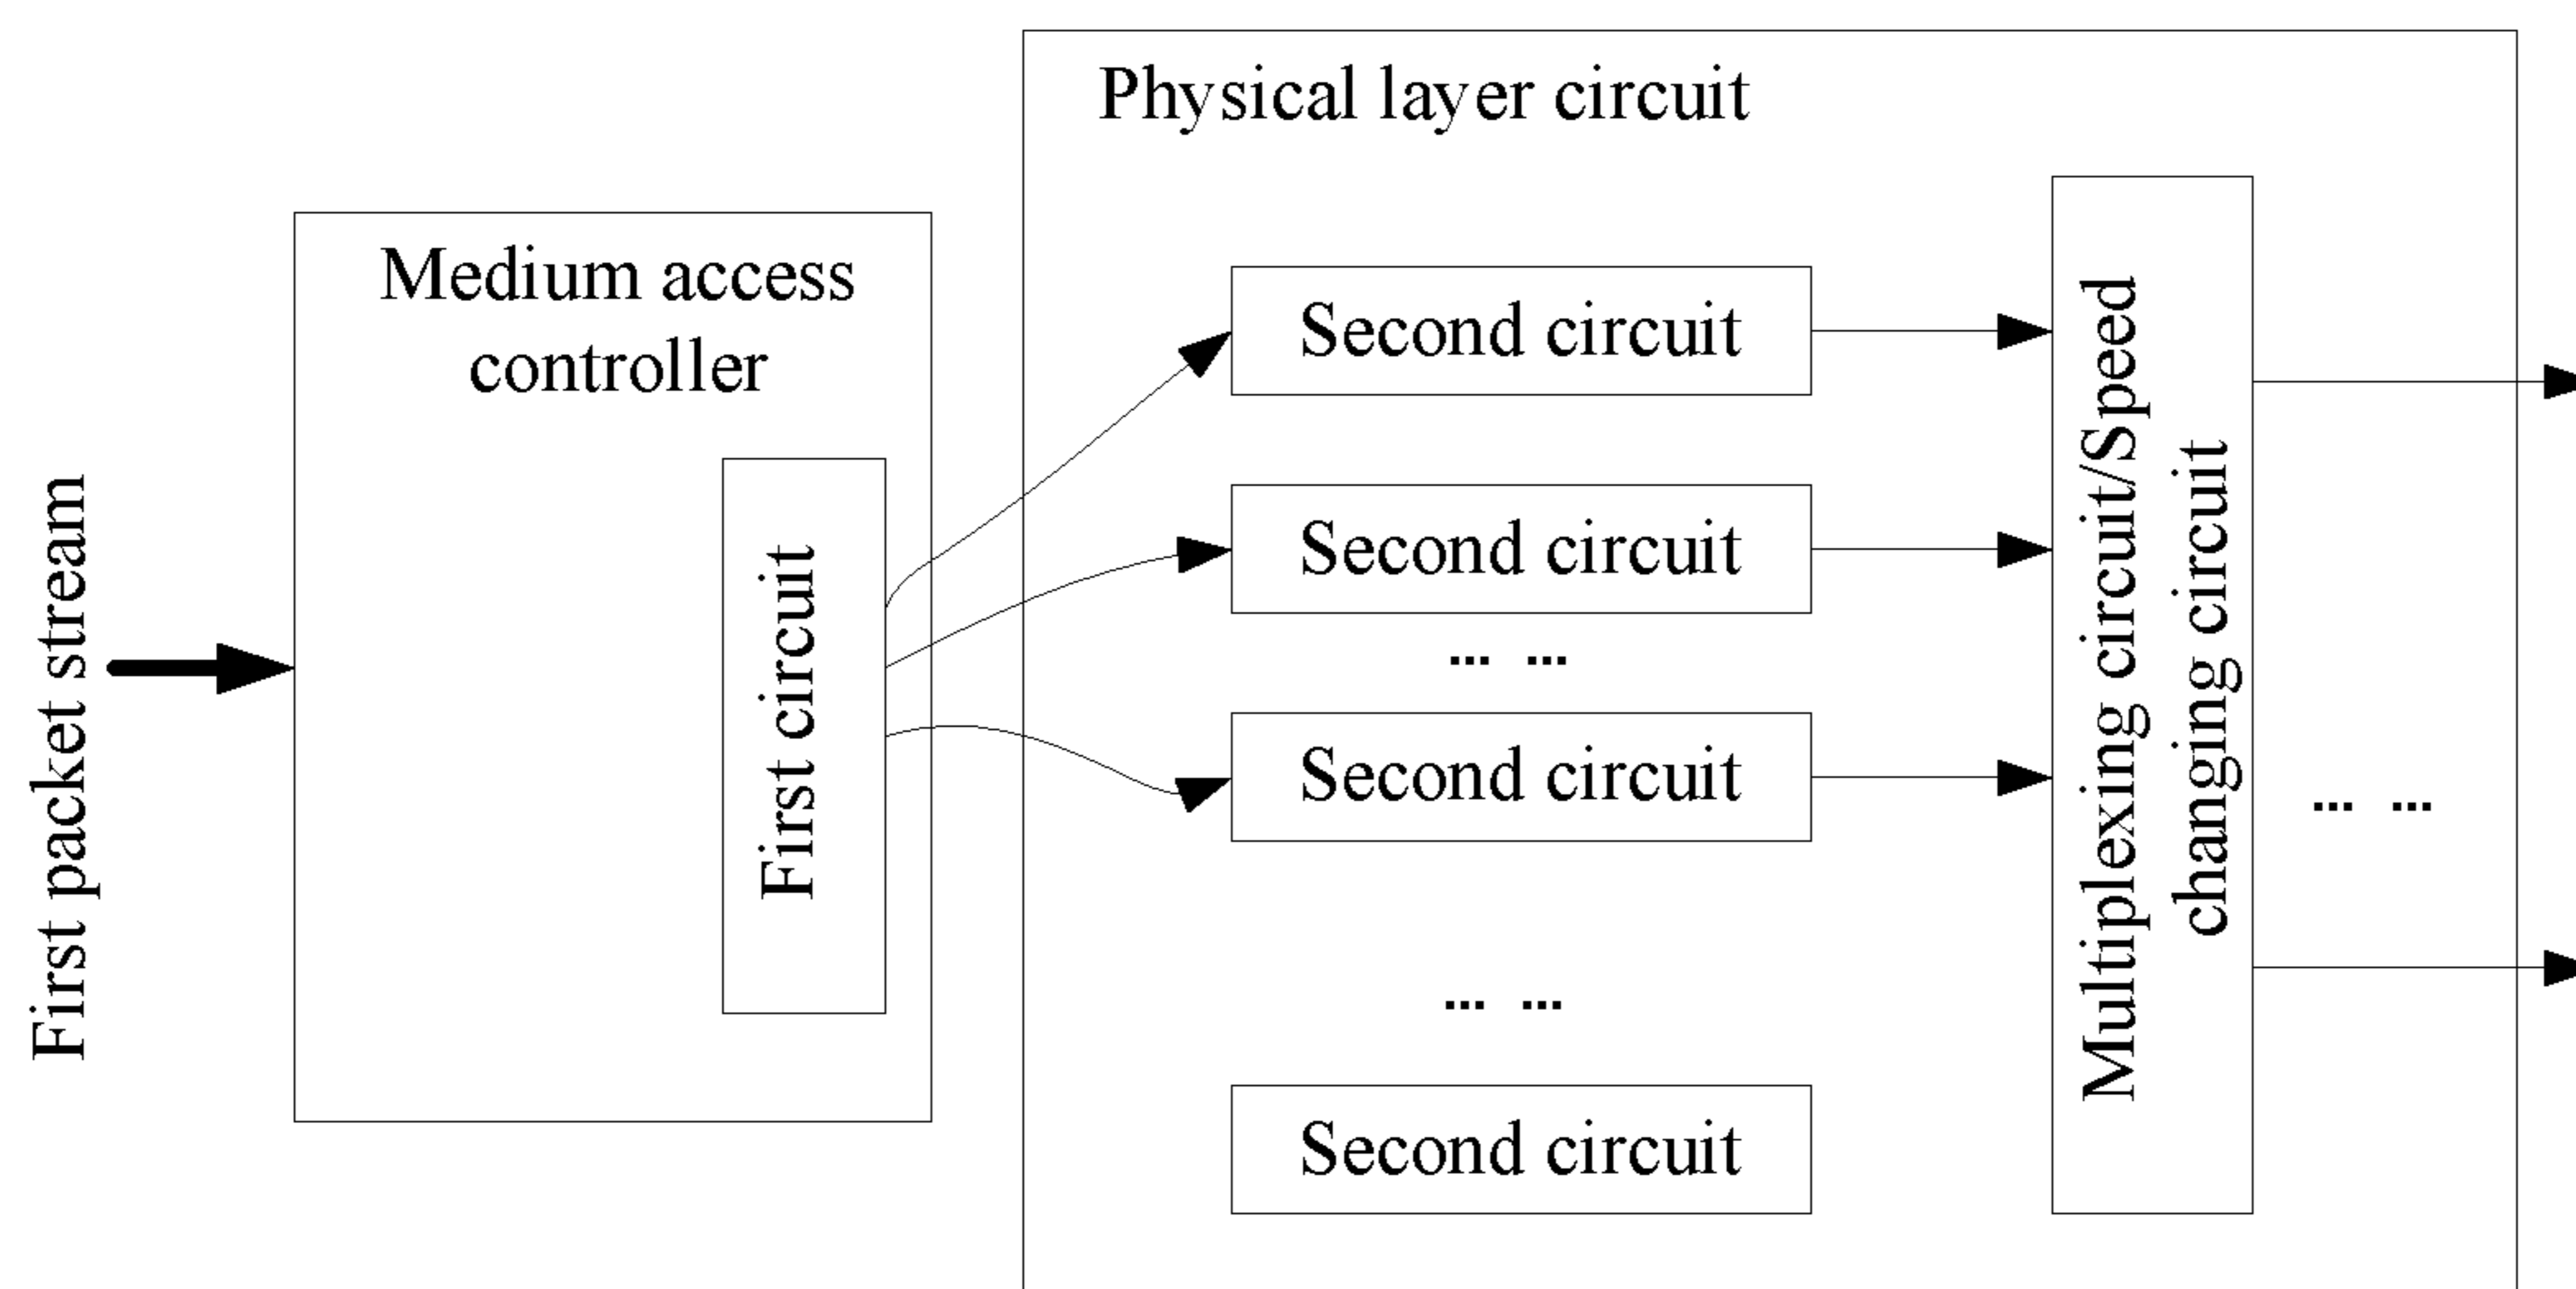 Physical layer circuit
Medium access
controller
First packet stream
First circuit
Second circuit
Second circuit
... ...
Second circuit
... ...
Second circuit
Multiplexing circuit/Speed
changing circuit
... ...